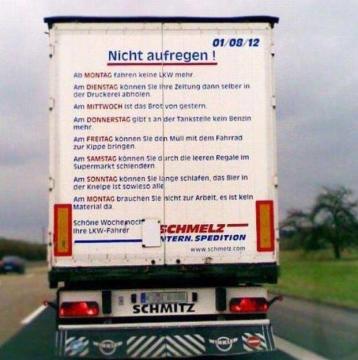 01/08/12
Nicht aufregen !
Ab MONTAG fahren keine LKW mehr.
Am DIENSTAG können Sie Ihre Zeitung dann selber in
der Druckerei abholen.
Am MITTWOCH ist das Brot von gestern.
Am DONNERSTAG gibt´s an der Tankstelle kein Benzin
mehr.
Am FREITAG können Sie den Müll mit dem Fahrrad
zur Kippe bringen.
Am SAMSTAG können Sie durch die leeren Regale im
Supermarkt schlendern.
Am SONNTAG können Sie lange schlafen, das Bier in
der Kneipe ist sowieso alle.
Am MONTAG brauchen Sie nicht zur Arbeit, es ist kein
Material da.
Schöne Woche noch
Ihre LKW-Fahrer
SCHMELZ
INTERN. SPEDITION
www.schmelz.com
SCHMITZ